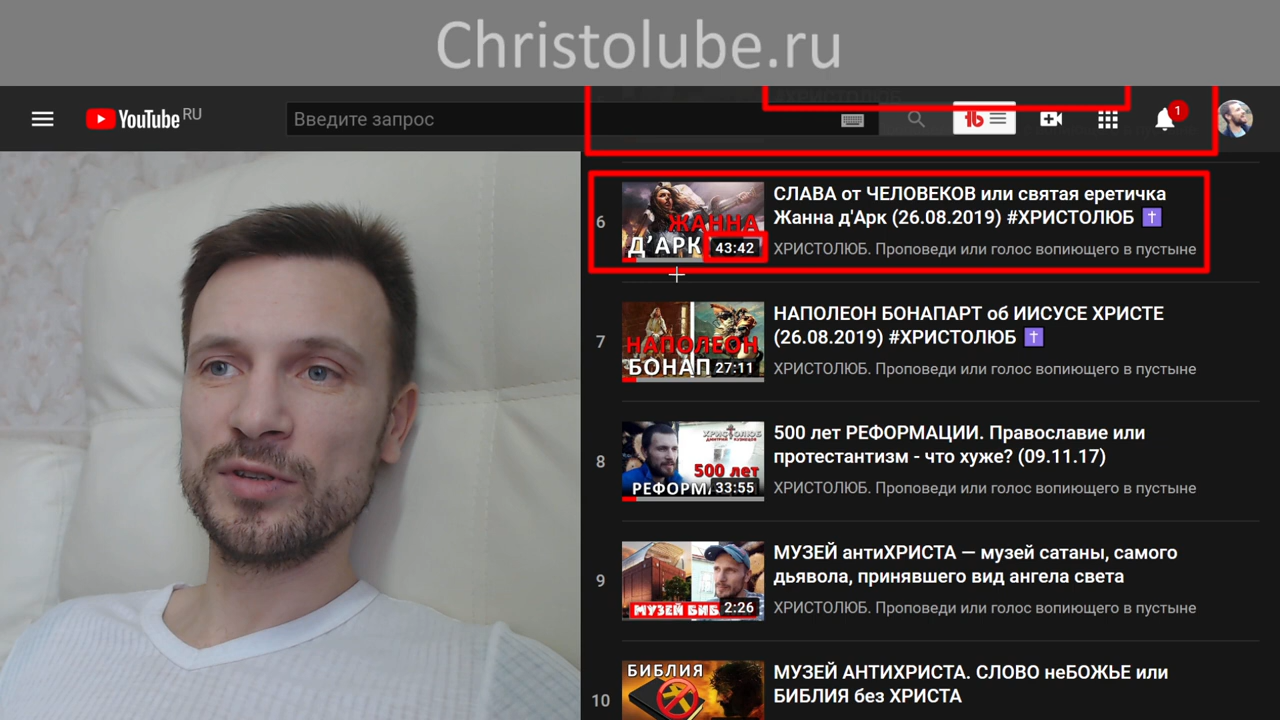 Christolube.ru
YouTube RU
Введите запрос
1
6
ЖАННА
Д’АРК
43:42
СЛАВА от ЧЕЛОВЕКОВ или святая еретичка
Жанна д'Арк (26.08.2019) #ХРИСТОЛЮБ
ХРИСТОЛЮБ. Проповеди или голос вопиющего в пустыне
7
НАПОЛЕОН
БОНАП
27:11
НАПОЛЕОН БОНАПАРТ об ИИСУСЕ ХРИСТЕ
(26.08.2019) #ХРИСТОЛЮБ
ХРИСТОЛЮБ. Проповеди или голос вопиющего в пустыне
8
500 лет
РЕФОРМ
33:55
500 лет РЕФОРМАЦИИ. Православие или
протестантизм - что хуже? (09.11.17)
ХРИСТОЛЮБ. Проповеди или голос вопиющего в пустыне
9
МУЗЕЙ БИБ
2:26
МУЗЕЙ антиХРИСТА — музей сатаны, самого
дьявола, принявшего вид ангела света
ХРИСТОЛЮБ. Проповеди или голос вопиющего в пустыне
10
БИБЛИЯ
МУЗЕЙ АНТИХРИСТА. СЛОВО неБОЖЬЕ или
БИБЛИЯ без ХРИСТА